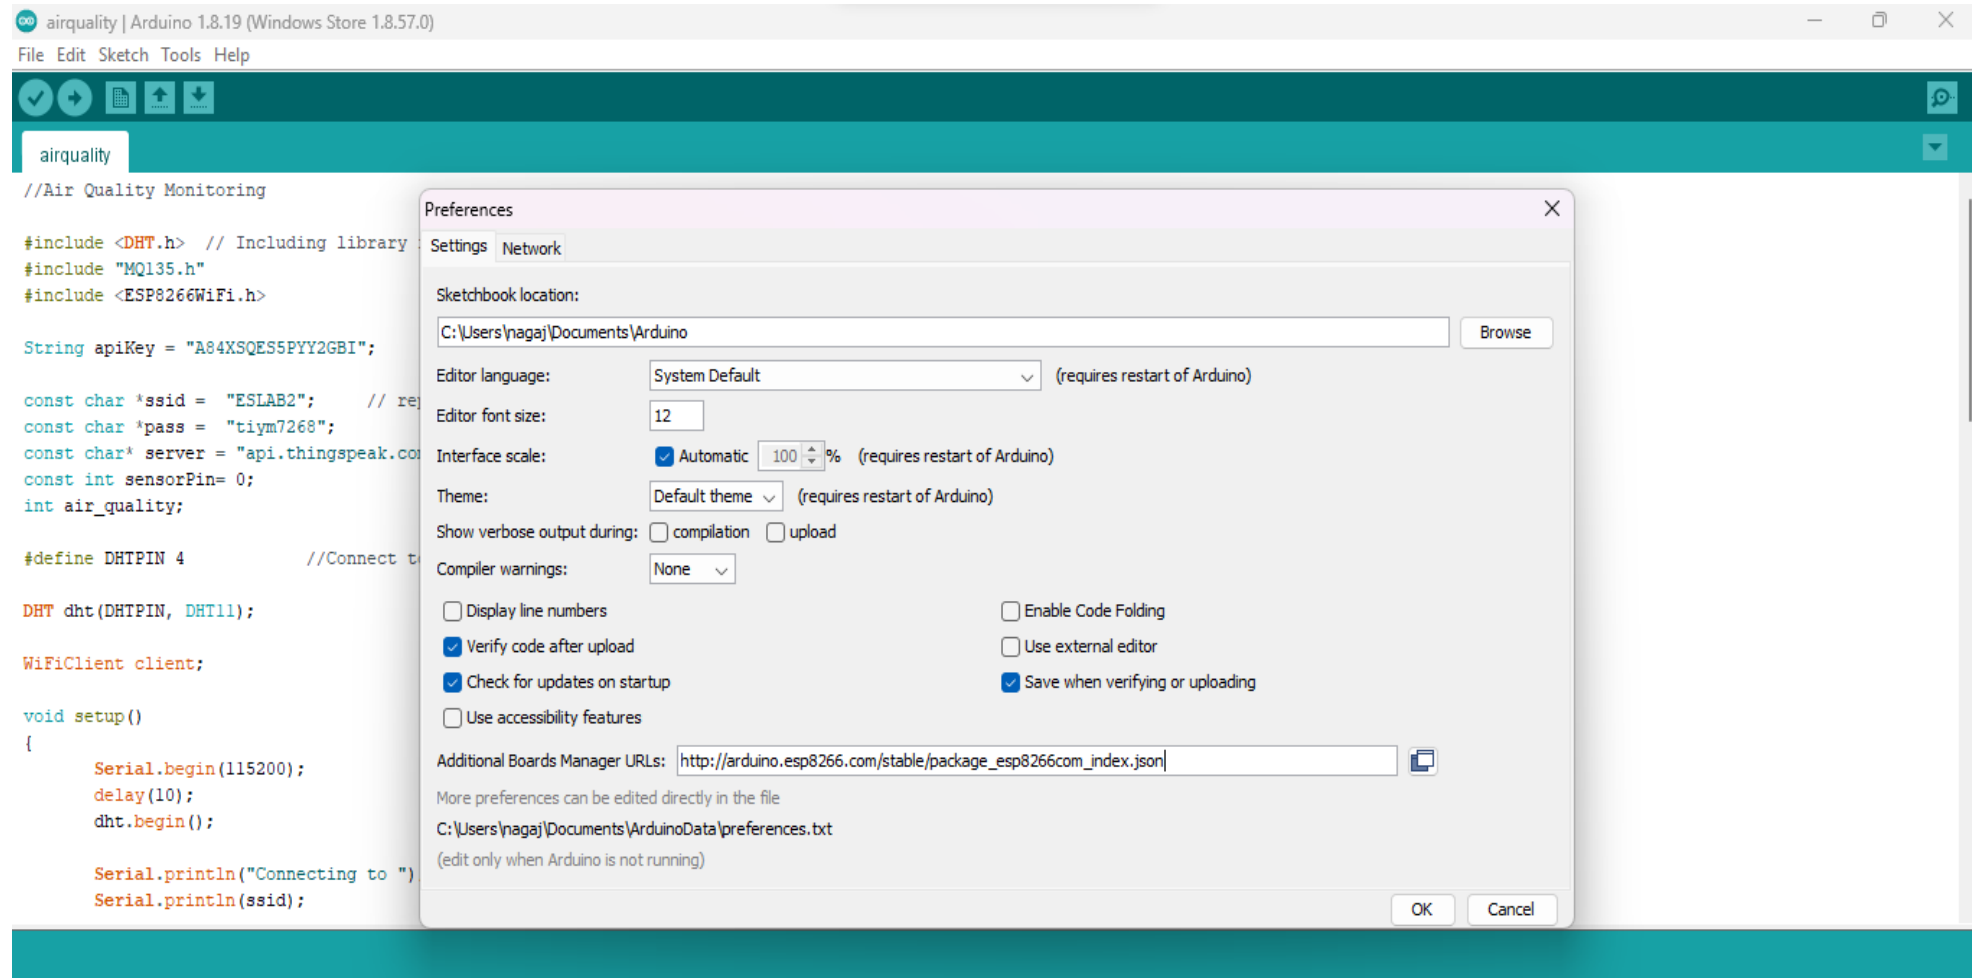 airquality | Arduino 1.8.19 (Windows Store 1.8.57.0)
File Edit Sketch Tools Help
airquality
//Air Quality Monitoring
#include <DHT.h>  // Including library
#include "MQ135.h"
#include <ESP8266WiFi.h>
String apiKey = "A84XSQES5PYY2GBI";
const char *ssid =  "ESLAB2";     // rep
const char *pass =  "tiym7268";
const char* server = "api.thingspeak.com
const int sensorPin= 0;
int air_quality;
#define DHTPIN 4            //Connect to
DHT dht(DHTPIN, DHT11);
WiFiClient client;
void setup()
{
Serial.begin(115200);
delay(10);
dht.begin();
Serial.println("Connecting to ")
Serial.println(ssid);
Preferences
Settings Network
Sketchbook location:
C:\Users\nagaj\Documents\Arduino Browse
Editor language: System Default (requires restart of Arduino)
Editor font size: 12
Interface scale: Automatic 100 % (requires restart of Arduino)
Theme: Default theme (requires restart of Arduino)
Show verbose output during: compilation upload
Compiler warnings: None
Display line numbers Enable Code Folding
Verify code after upload Use external editor
Check for updates on startup Save when verifying or uploading
Use accessibility features
Additional Boards Manager URLs: http://arduino.esp8266.com/stable/package_esp8266com_index.json
More preferences can be edited directly in the file
C:\Users\nagaj\Documents\ArduinoData\preferences.txt
(edit only when Arduino is not running)
OK Cancel